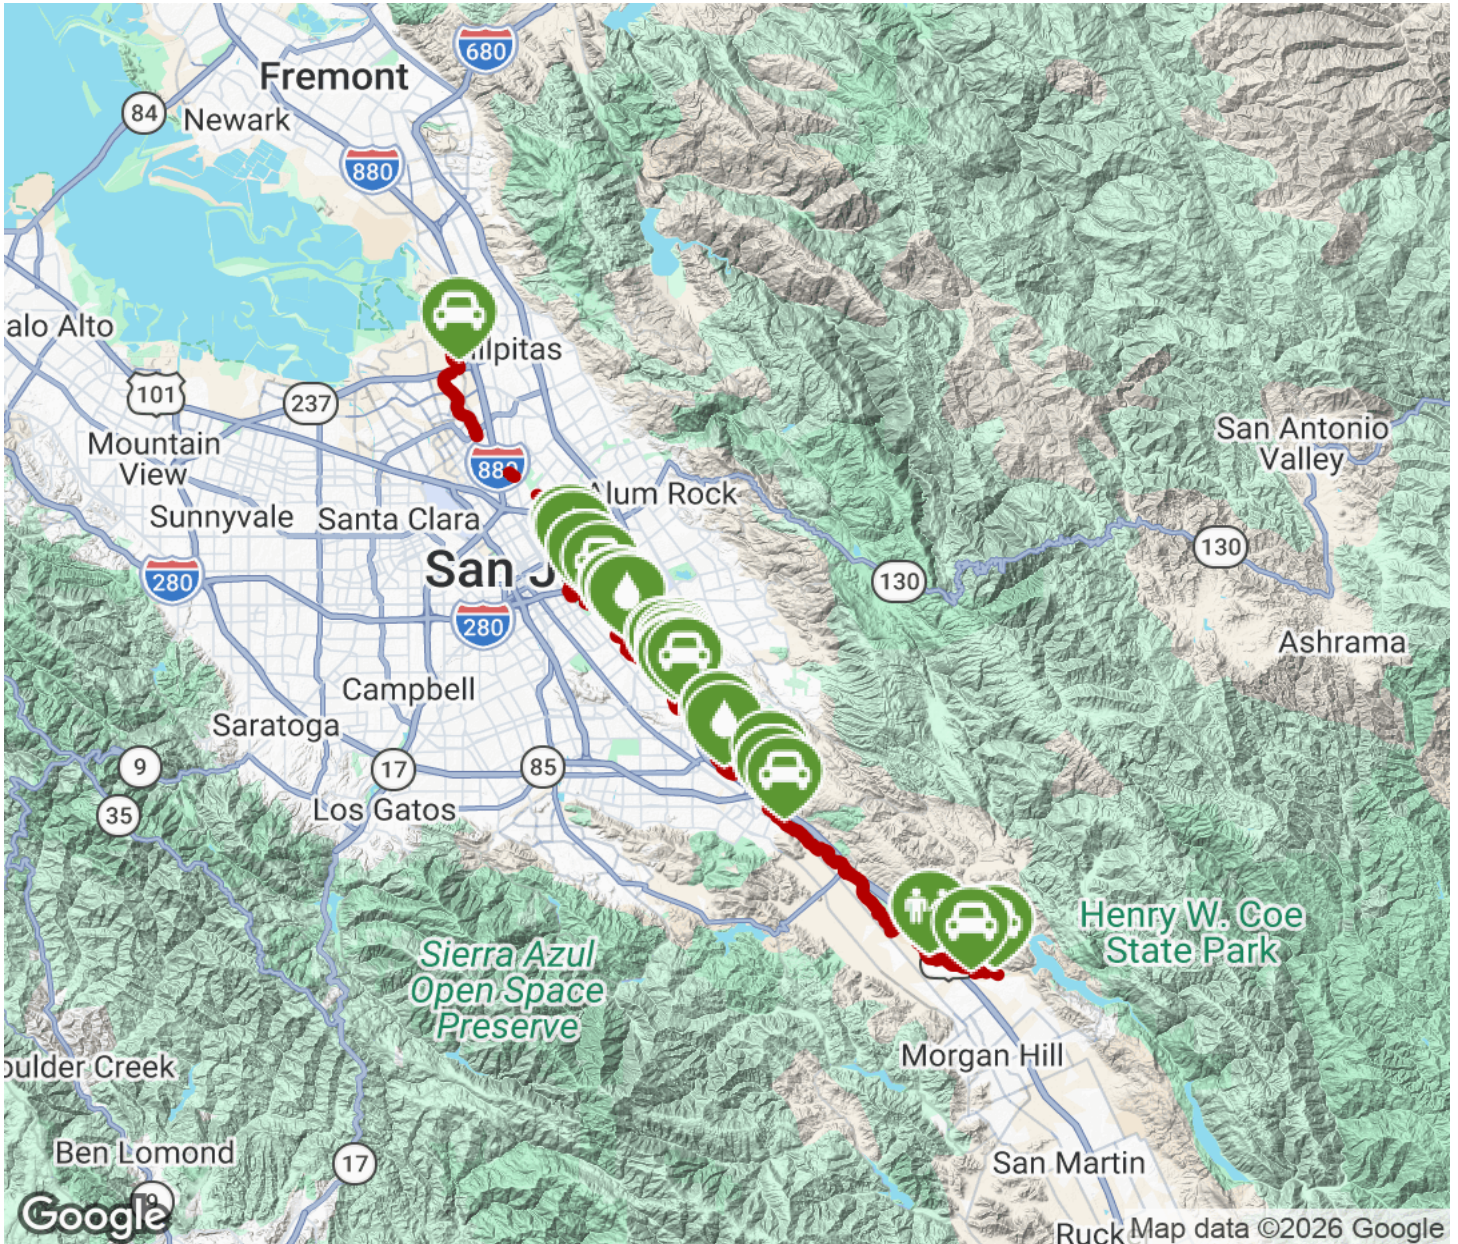 680
Fremont
84
Newark
880
alo Alto
ilpitas
101
237
Mountain
View
San Antonio
Valley
880
Alum Rock
Sunnyvale
Santa Clara
130
San J
280
130
280
Ashrama
Campbell
Saratoga
9
17
85
35
Los Gatos
Henry W. Coe
State Park
Sierra Azul
Open Space
Preserve
Morgan Hill
oulder Creek
Ben Lomond
17
San Martin
9
Google
Ruck
Map data ©2026 Google